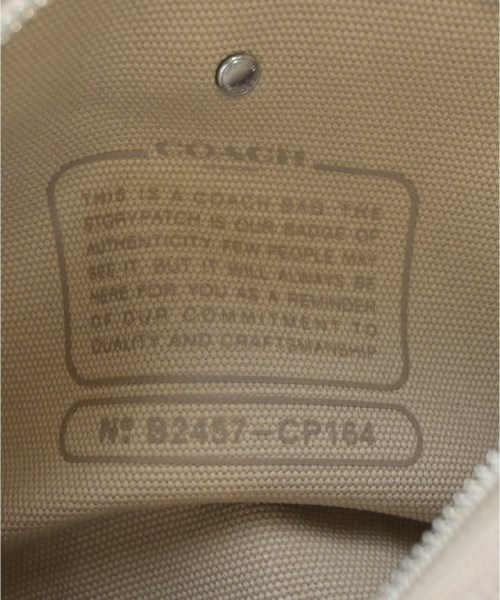 COACH
THIS IS A COACH BAG. THE
STORYPATCH IS OUR BADGE OF
AUTHENTICITY. FEW PEOPLE MAY
SEE IT, BUT IT WILL ALWAYS BE
HERE FOR YOU AS A REMINDER
OF OUR COMMITMENT TO
QUALITY AND CRAFTSMANSHIP
Nº B2457-CP164